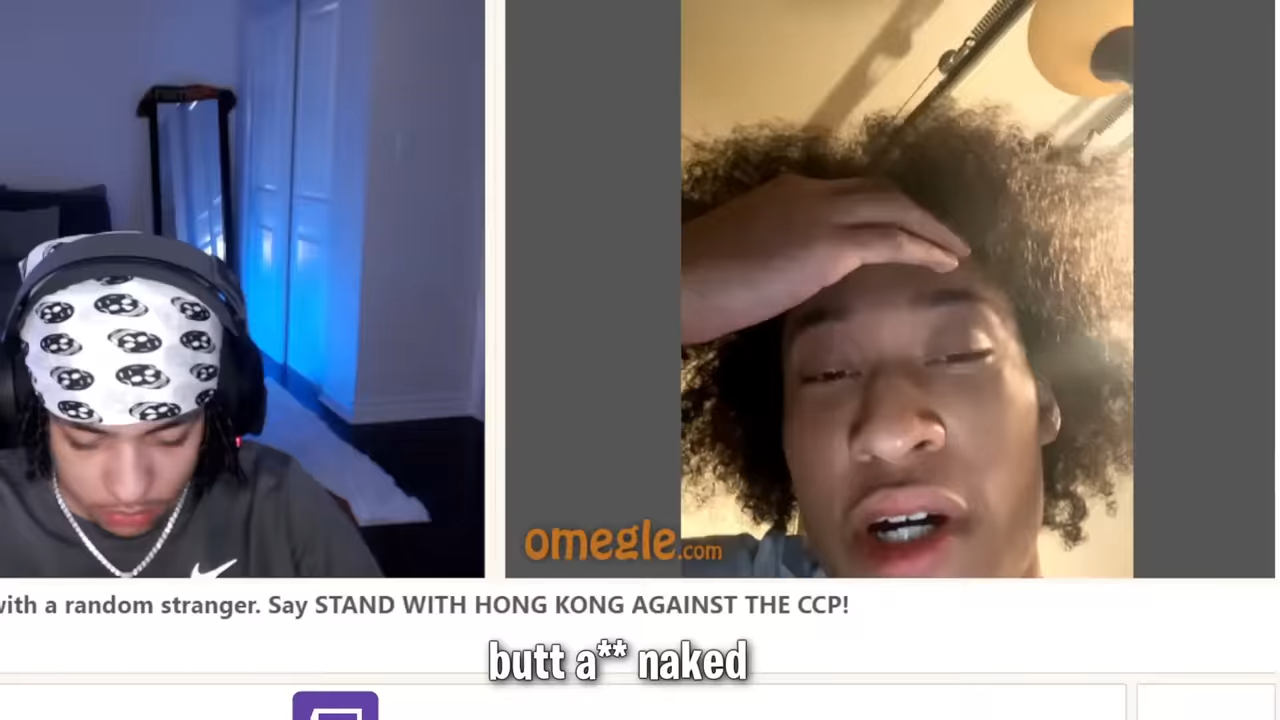 omegle.com
with a random stranger. Say STAND WITH HONG KONG AGAINST THE CCP!
butt a** naked